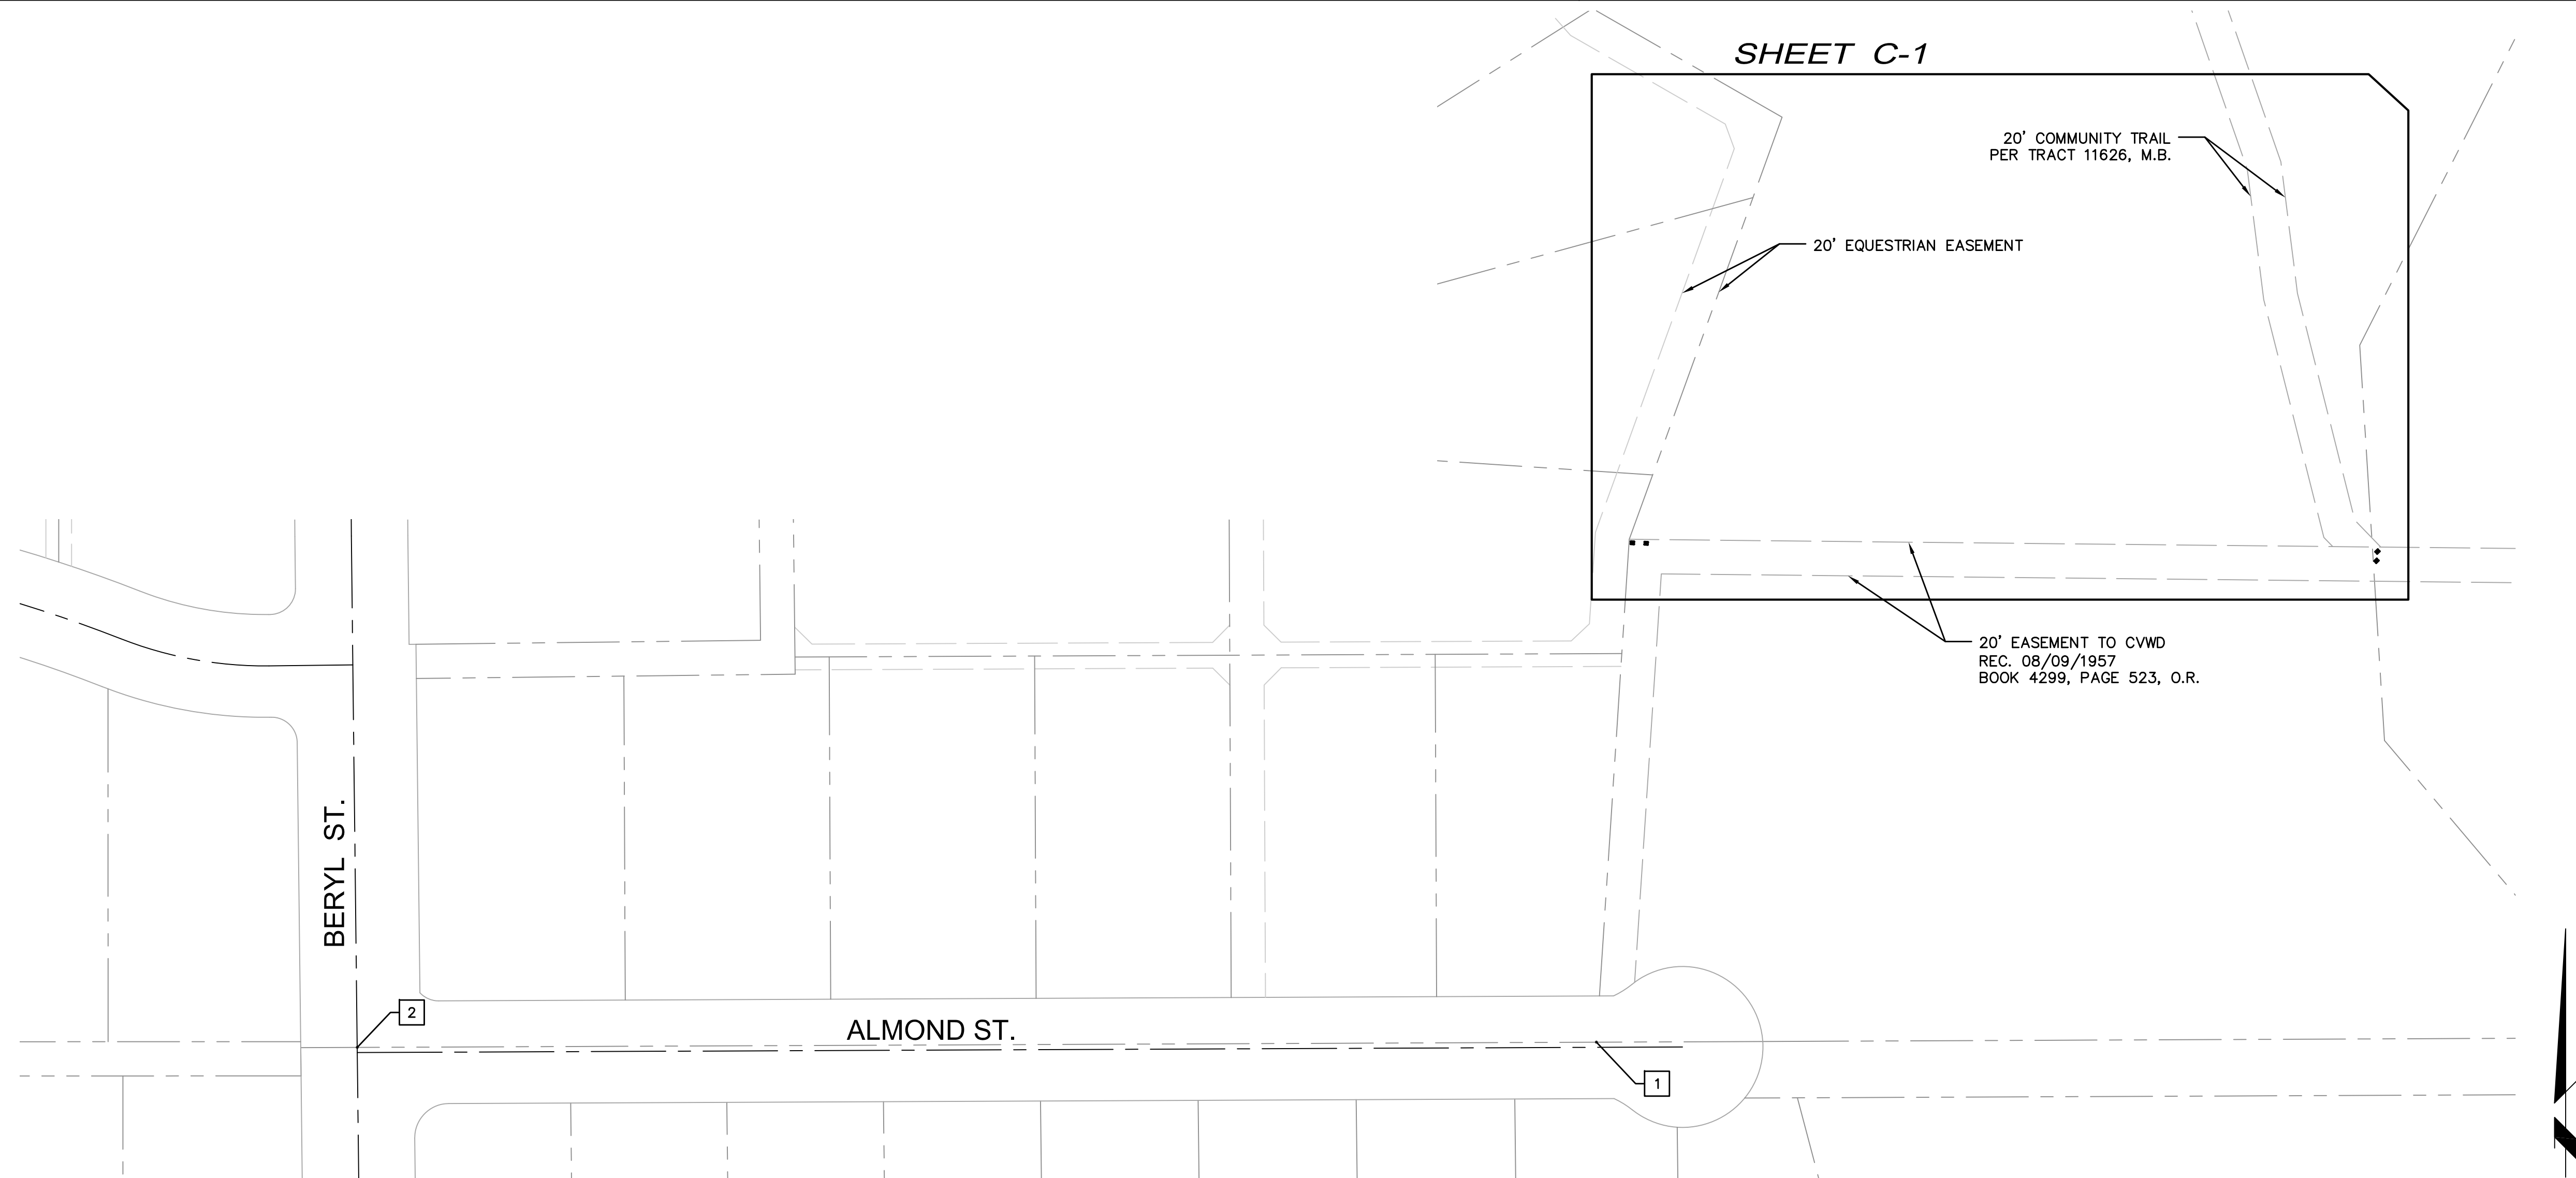 SHEET C-1
20' COMMUNITY TRAIL
PER TRACT 11626, M.B.
20' EQUESTRIAN EASEMENT
20' EASEMENT TO CVWD
REC. 08/09/1957
BOOK 4299, PAGE 523, O.R.
BERYL ST.
2
ALMOND ST.
1